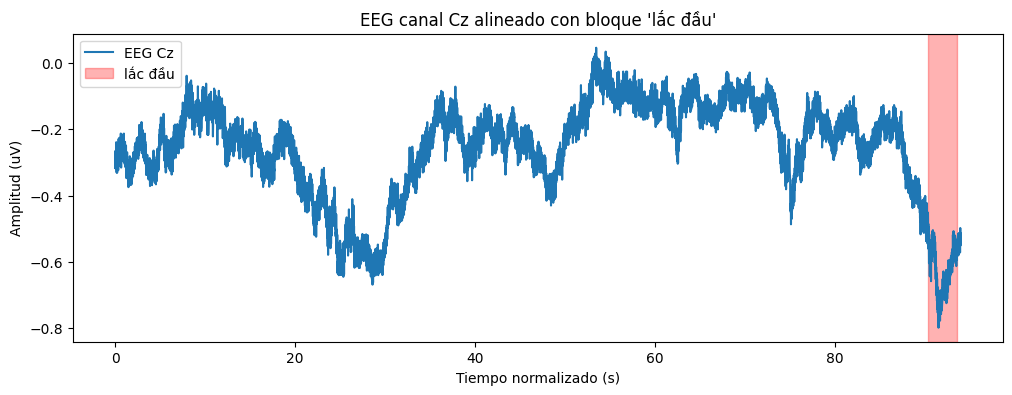 EEG canal Cz alineado con bloque 'lắc đầu'
EEG Cz
lắc đầu
Amplitud (uV)
0.0
−0.2
−0.4
−0.6
−0.8
0
20
40
60
80
Tiempo normalizado (s)